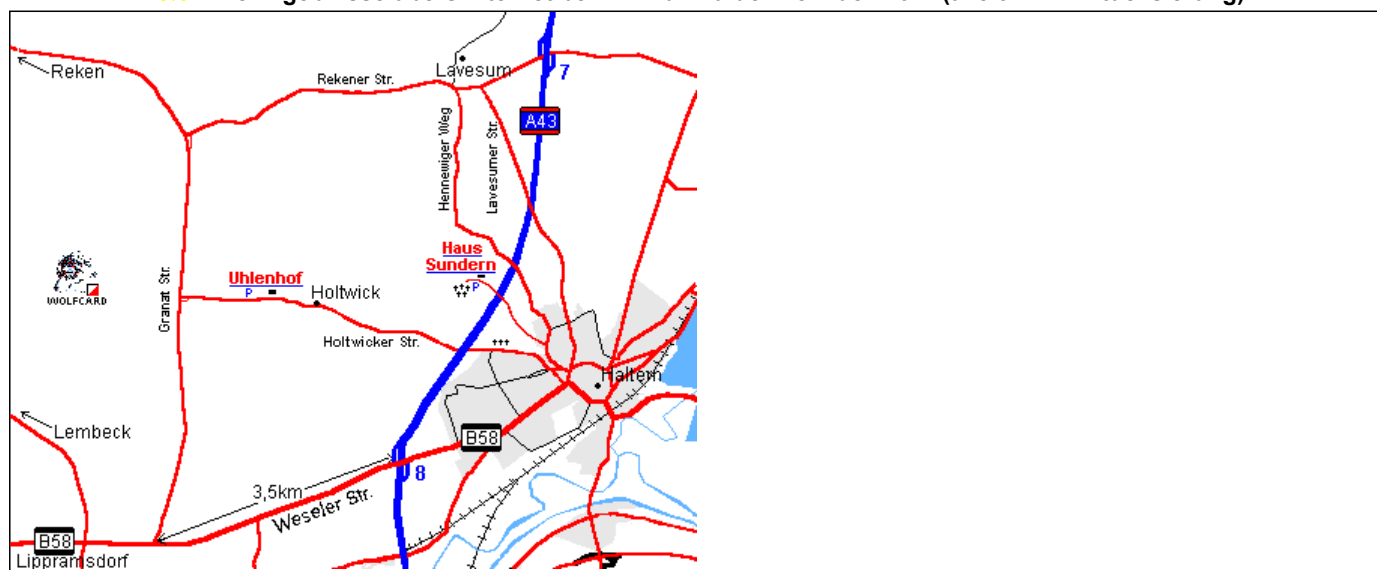 Reken
Lavesum
Rekener Str.
7
A43
Hennewiger Weg
Lavesumer Str.
Haus
Sundern
P
Uhlenhof
P
Holtwick
WOLFCARD
Granat Str.
Holtwicker Str.
Haltern
Lembeck
B58
8
3,5km
Weseler Str.
B58
Lippramsdorf